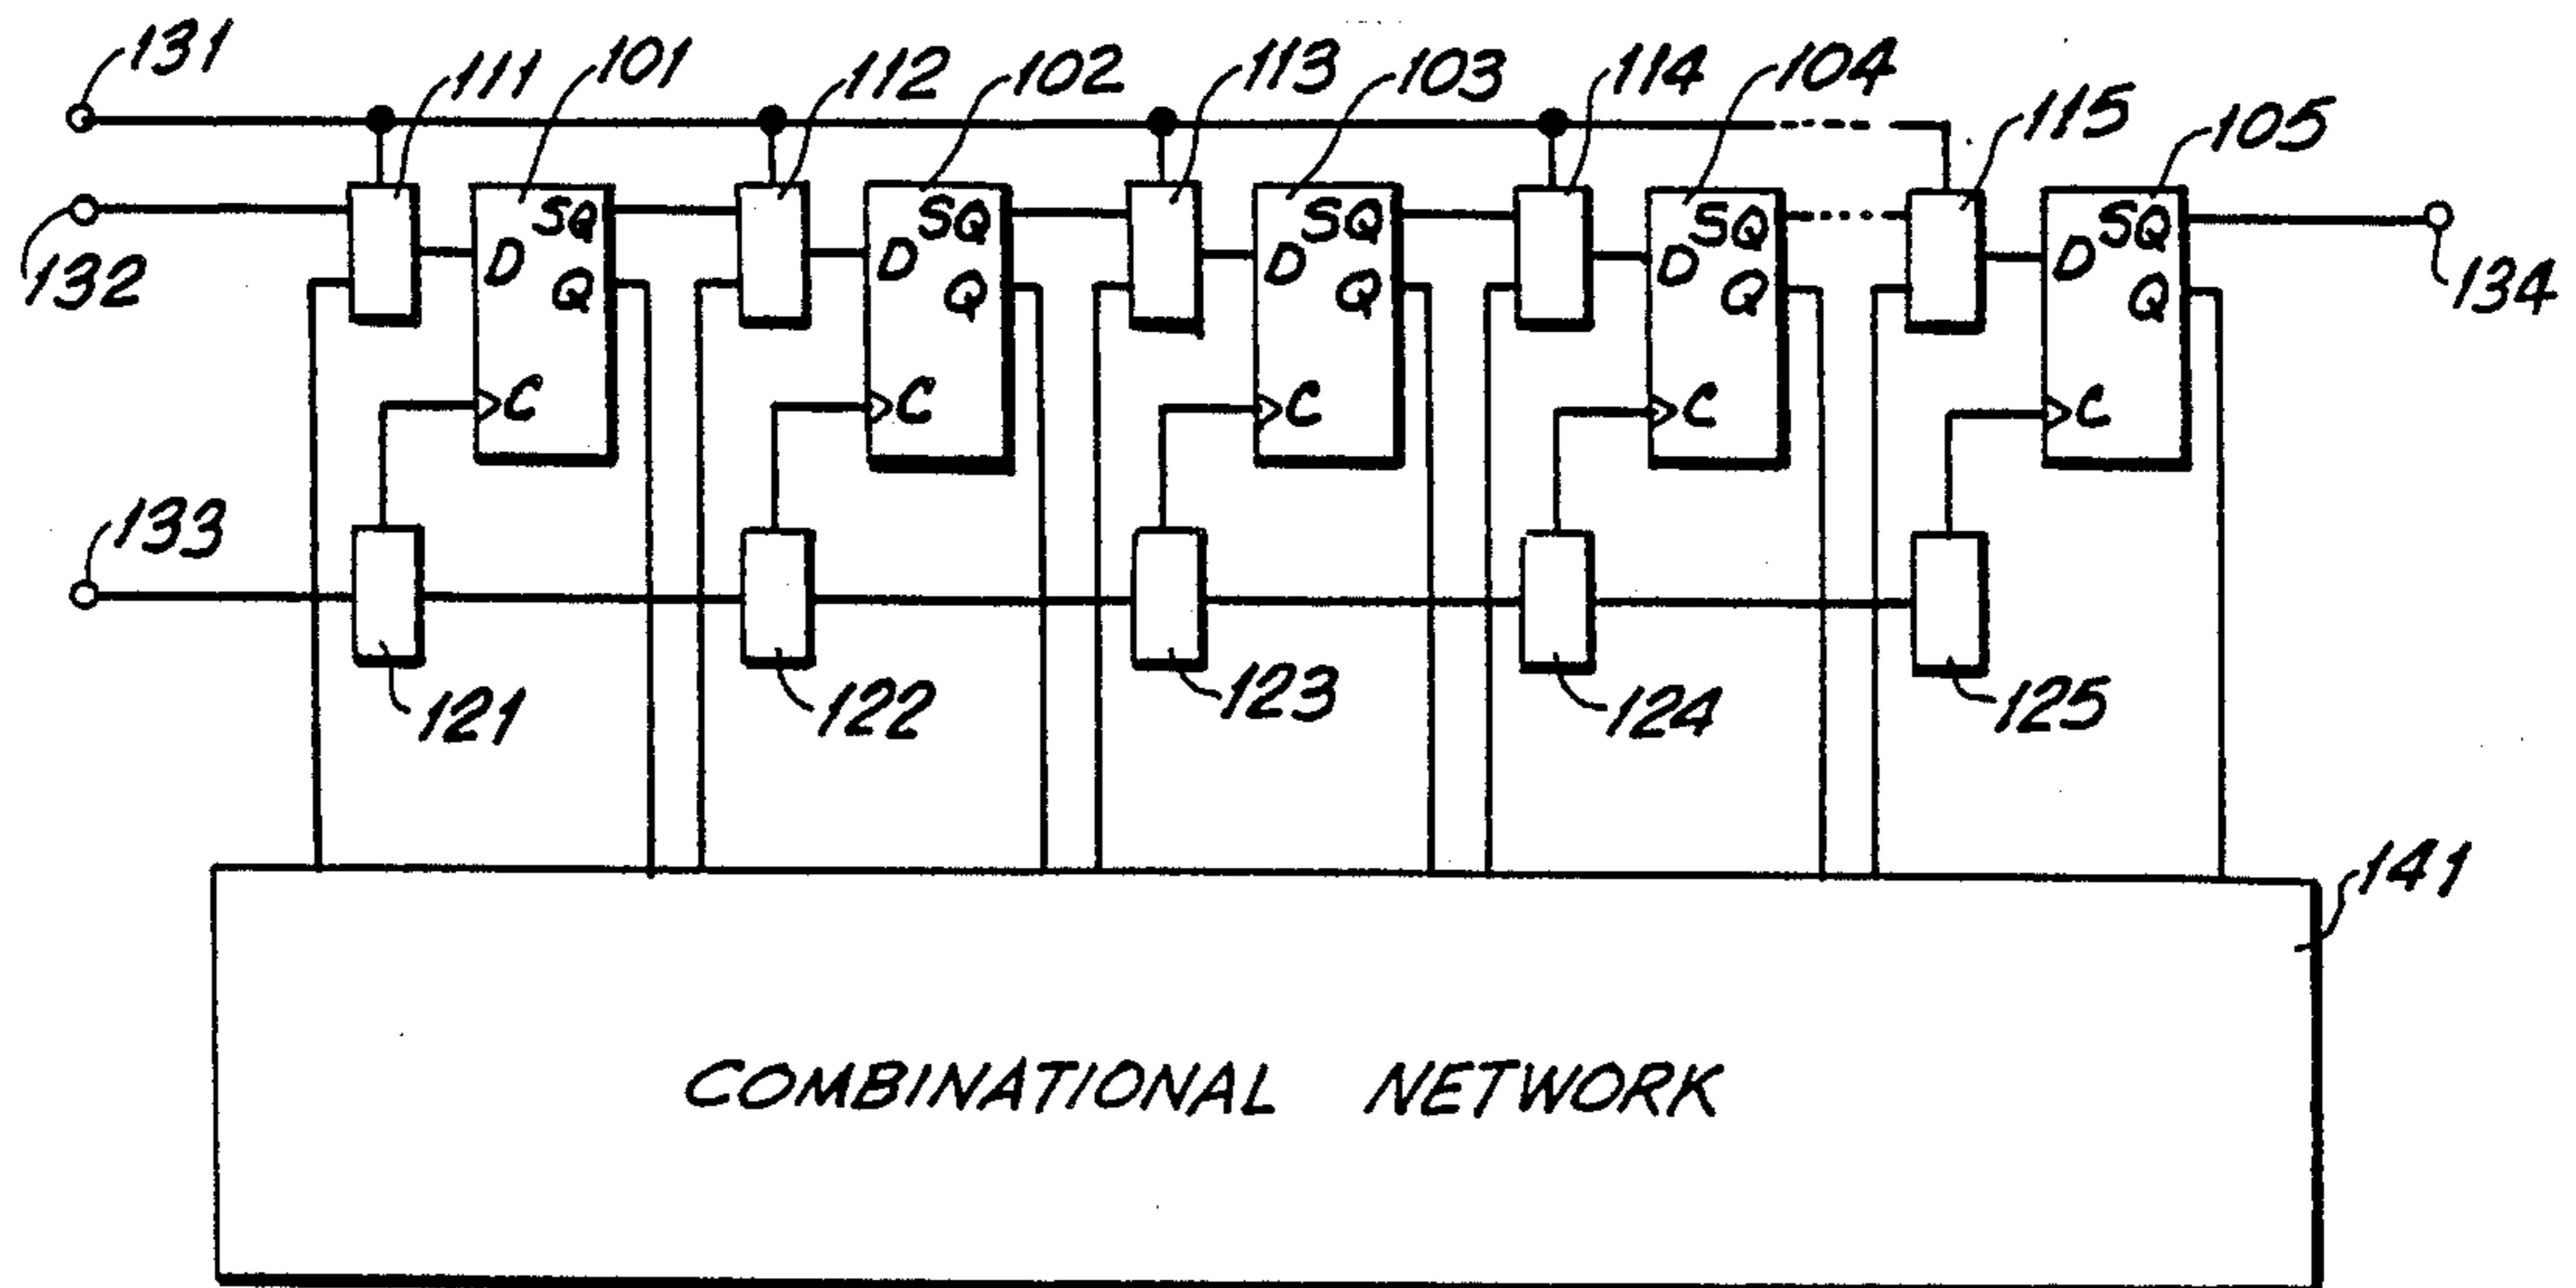 131 111 101 112 102 113 103 114 104 115 105
SQ SQ SQ SQ SQ
132 D D D D D 134
Q Q Q Q Q
C C C C C
133
121 122 123 124 125
141
COMBINATIONAL NETWORK